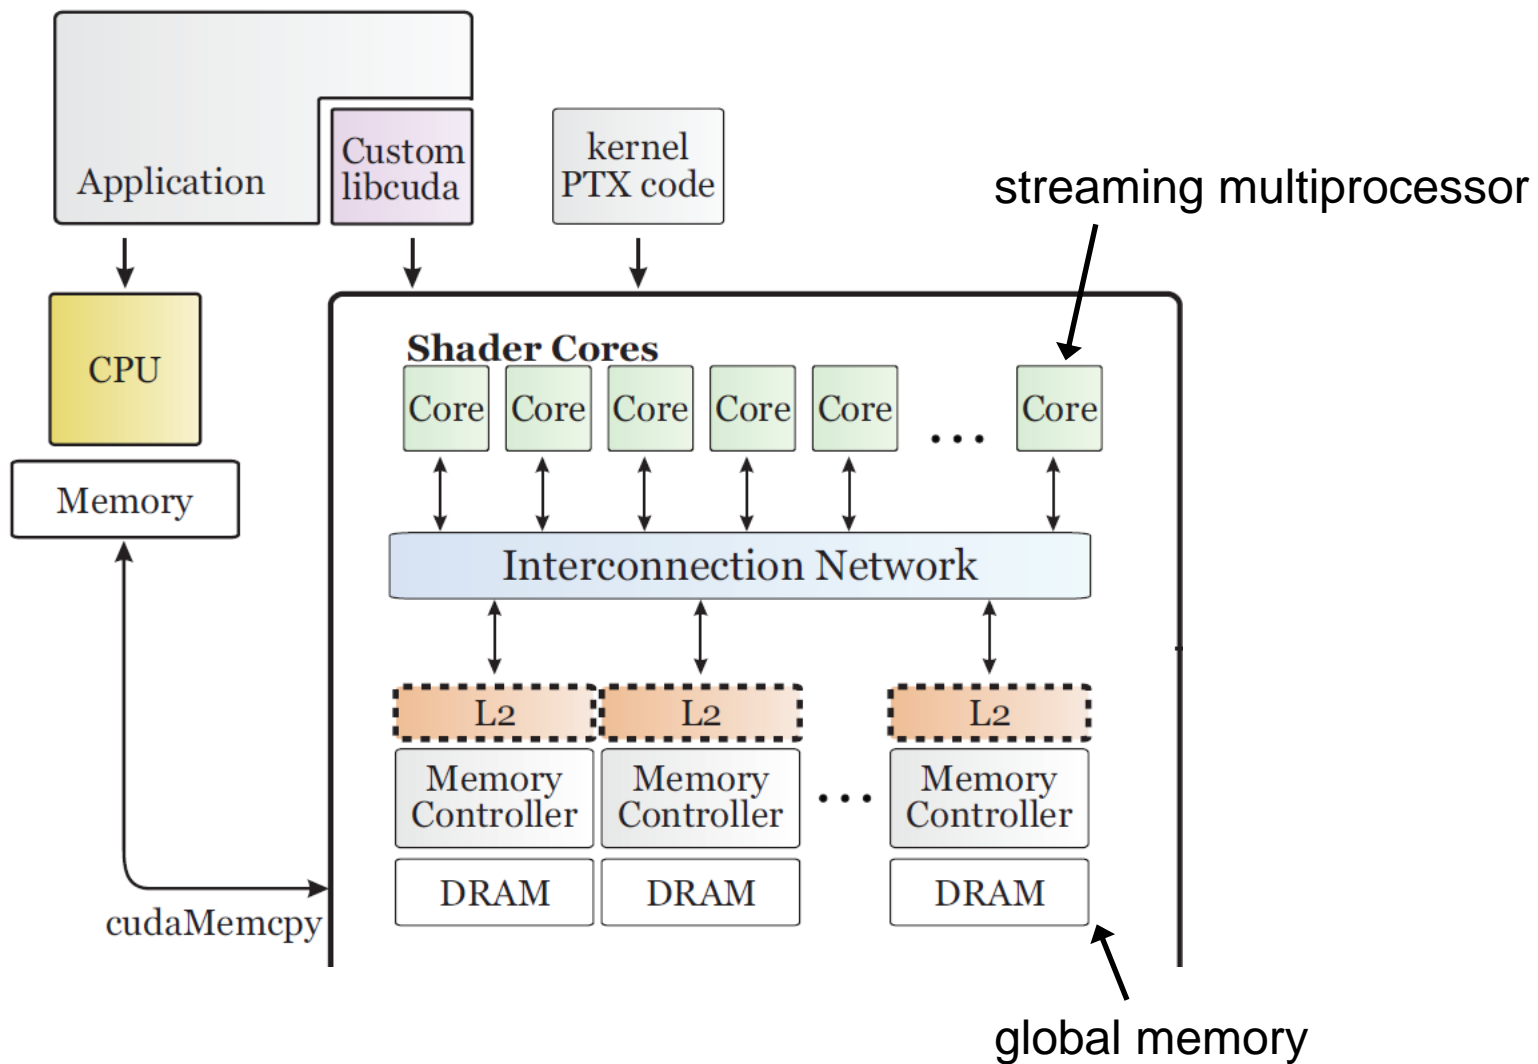 Application
Custom
libcuda
kernel
PTX code
streaming multiprocessor
CPU
Memory
Shader Cores
Core
Core
Core
Core
Core
...
Core
Interconnection Network
L2
L2
L2
Memory
Controller
Memory
Controller
...
Memory
Controller
DRAM
DRAM
DRAM
cudaMemcpy
global memory